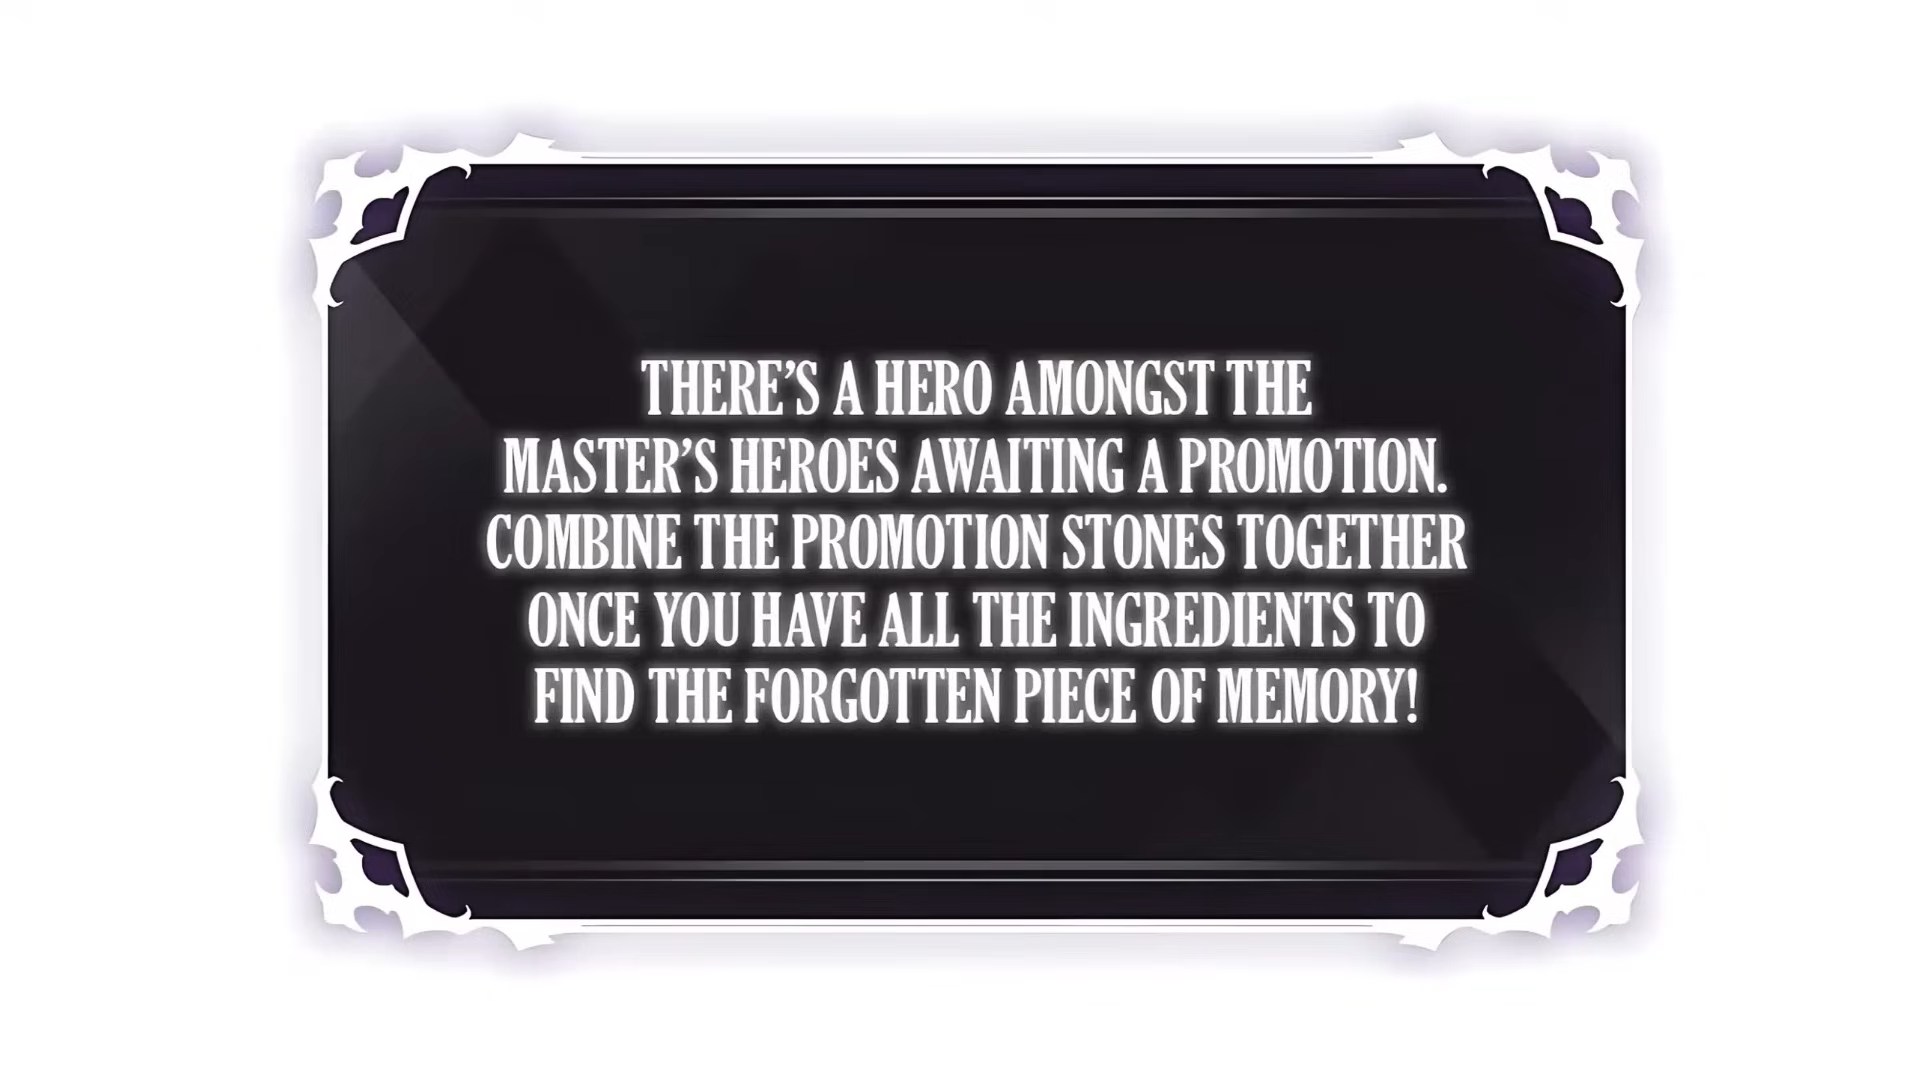 THERE’S A HERO AMONGST THE
MASTER’S HEROES AWAITING A PROMOTION.
COMBINE THE PROMOTION STONES TOGETHER
ONCE YOU HAVE ALL THE INGREDIENTS TO
FIND THE FORGOTTEN PIECE OF MEMORY!